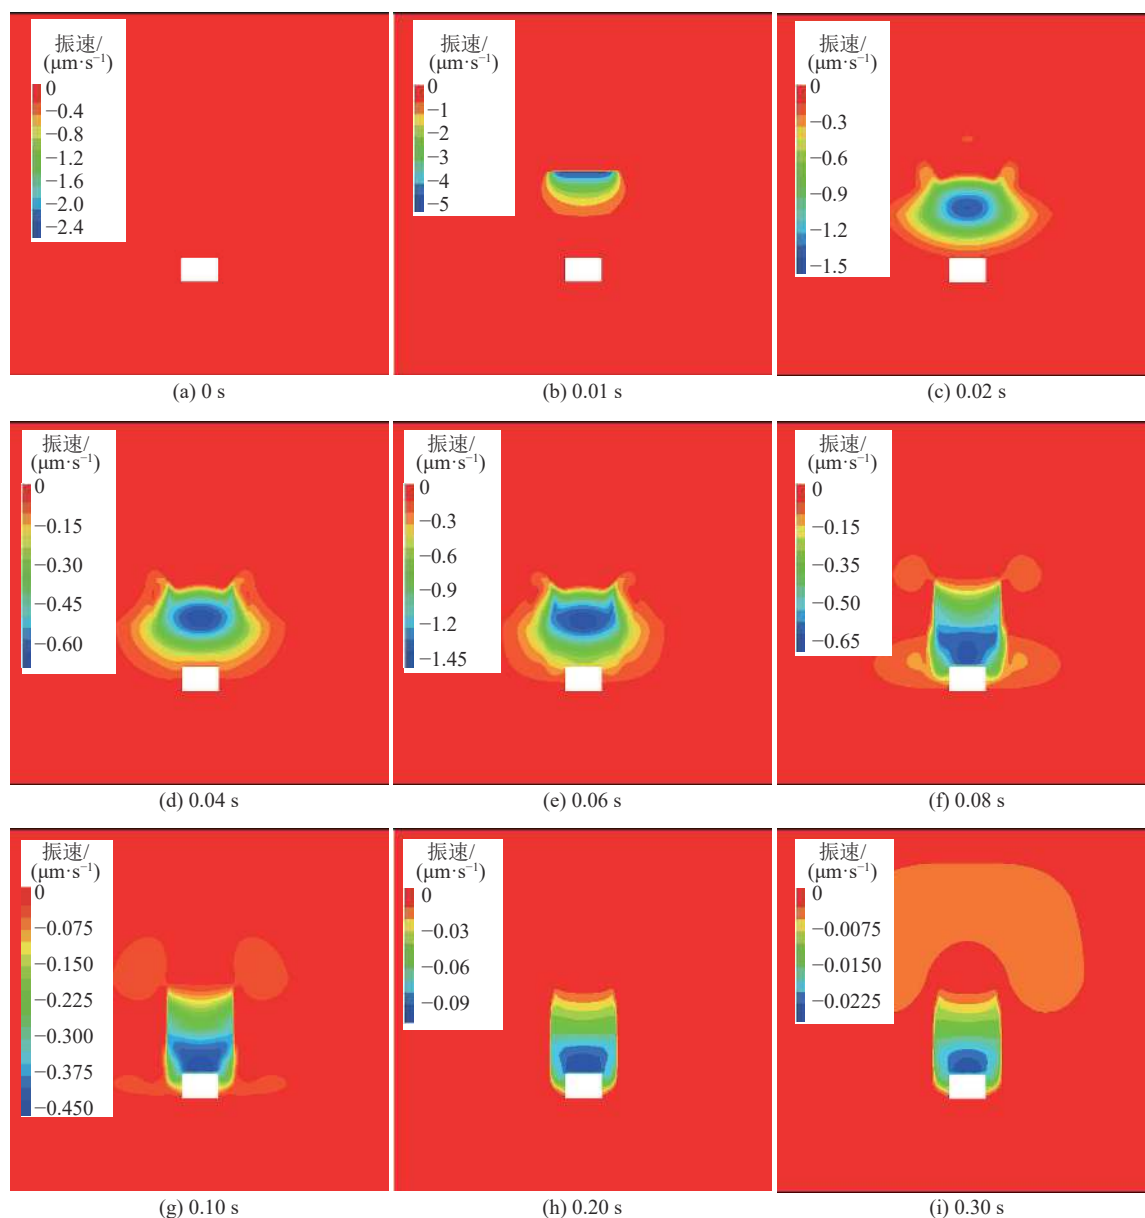 振速/
(μm·s⁻¹)
0
−0.4
−0.8
−1.2
−1.6
−2.0
−2.4
(a) 0 s
振速/
(μm·s⁻¹)
0
−1
−2
−3
−4
−5
(b) 0.01 s
振速/
(μm·s⁻¹)
0
−0.3
−0.6
−0.9
−1.2
−1.5
(c) 0.02 s
振速/
(μm·s⁻¹)
0
−0.15
−0.30
−0.45
−0.60
(d) 0.04 s
振速/
(μm·s⁻¹)
0
−0.3
−0.6
−0.9
−1.2
−1.45
(e) 0.06 s
振速/
(μm·s⁻¹)
0
−0.15
−0.35
−0.50
−0.65
(f) 0.08 s
振速/
(μm·s⁻¹)
0
−0.075
−0.150
−0.225
−0.300
−0.375
−0.450
(g) 0.10 s
振速/
(μm·s⁻¹)
0
−0.03
−0.06
−0.09
(h) 0.20 s
振速/
(μm·s⁻¹)
0
−0.0075
−0.0150
−0.0225
(i) 0.30 s